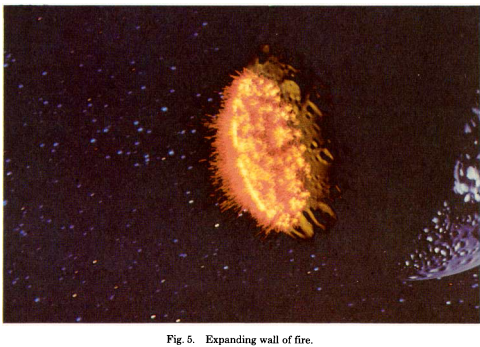 Fig. 5. Expanding wall of fire.